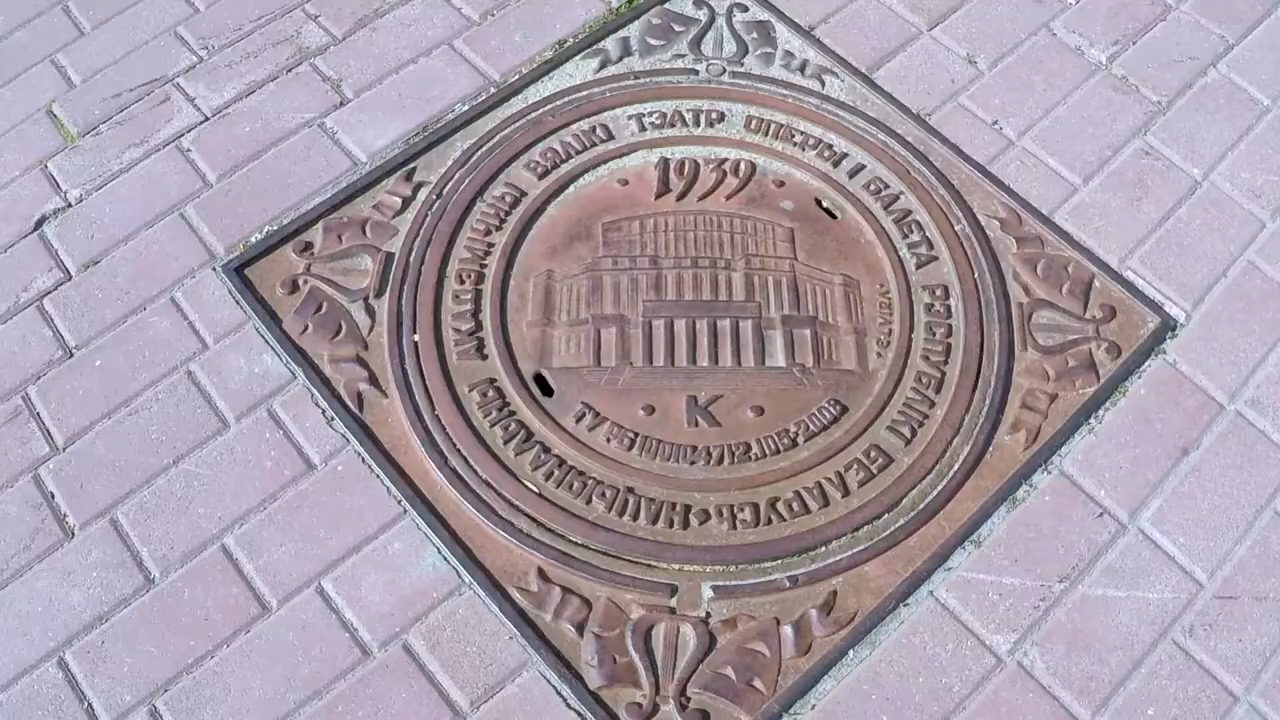 НАЦЫЯНАЛЬНЫ АКАДЭМІЧНЫ ВЯЛІКІ ТЭАТР ОПЕРЫ І БАЛЕТА РЭСПУБЛІКІ БЕЛАРУСЬ
1939
К
ТУ РБ 100104712.105-2008